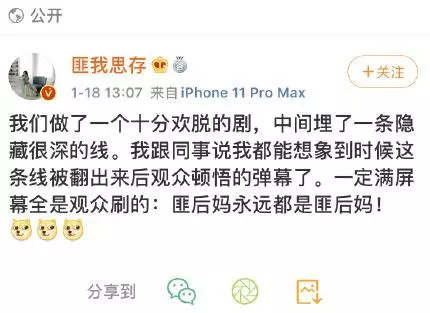 公开
匪我思存
+关注
1-18 13:07 来自iPhone 11 Pro Max
我们做了一个十分欢脱的剧，中间埋了一条隐
藏很深的线。我跟同事说我都能想象到时候这
条线被翻出来后观众顿悟的弹幕了。一定满屏
幕全是观众刷的：匪后妈永远都是匪后妈！
分享到